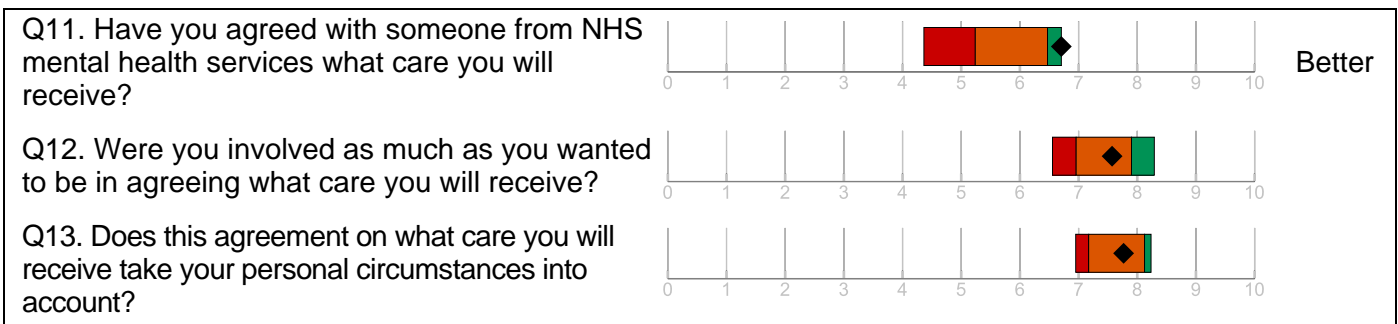 Q11. Have you agreed with someone from NHS
mental health services what care you will
receive?
0 1 2 3 4 5 6 7 8 9 10
Better
Q12. Were you involved as much as you wanted
to be in agreeing what care you will receive?
0 1 2 3 4 5 6 7 8 9 10
Q13. Does this agreement on what care you will
receive take your personal circumstances into
account?
0 1 2 3 4 5 6 7 8 9 10